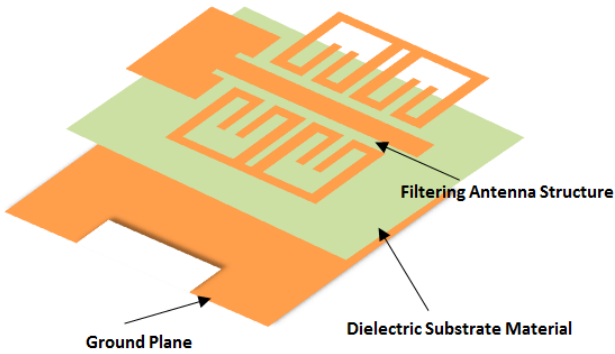 Filtering Antenna Structure
Dielectric Substrate Material
Ground Plane